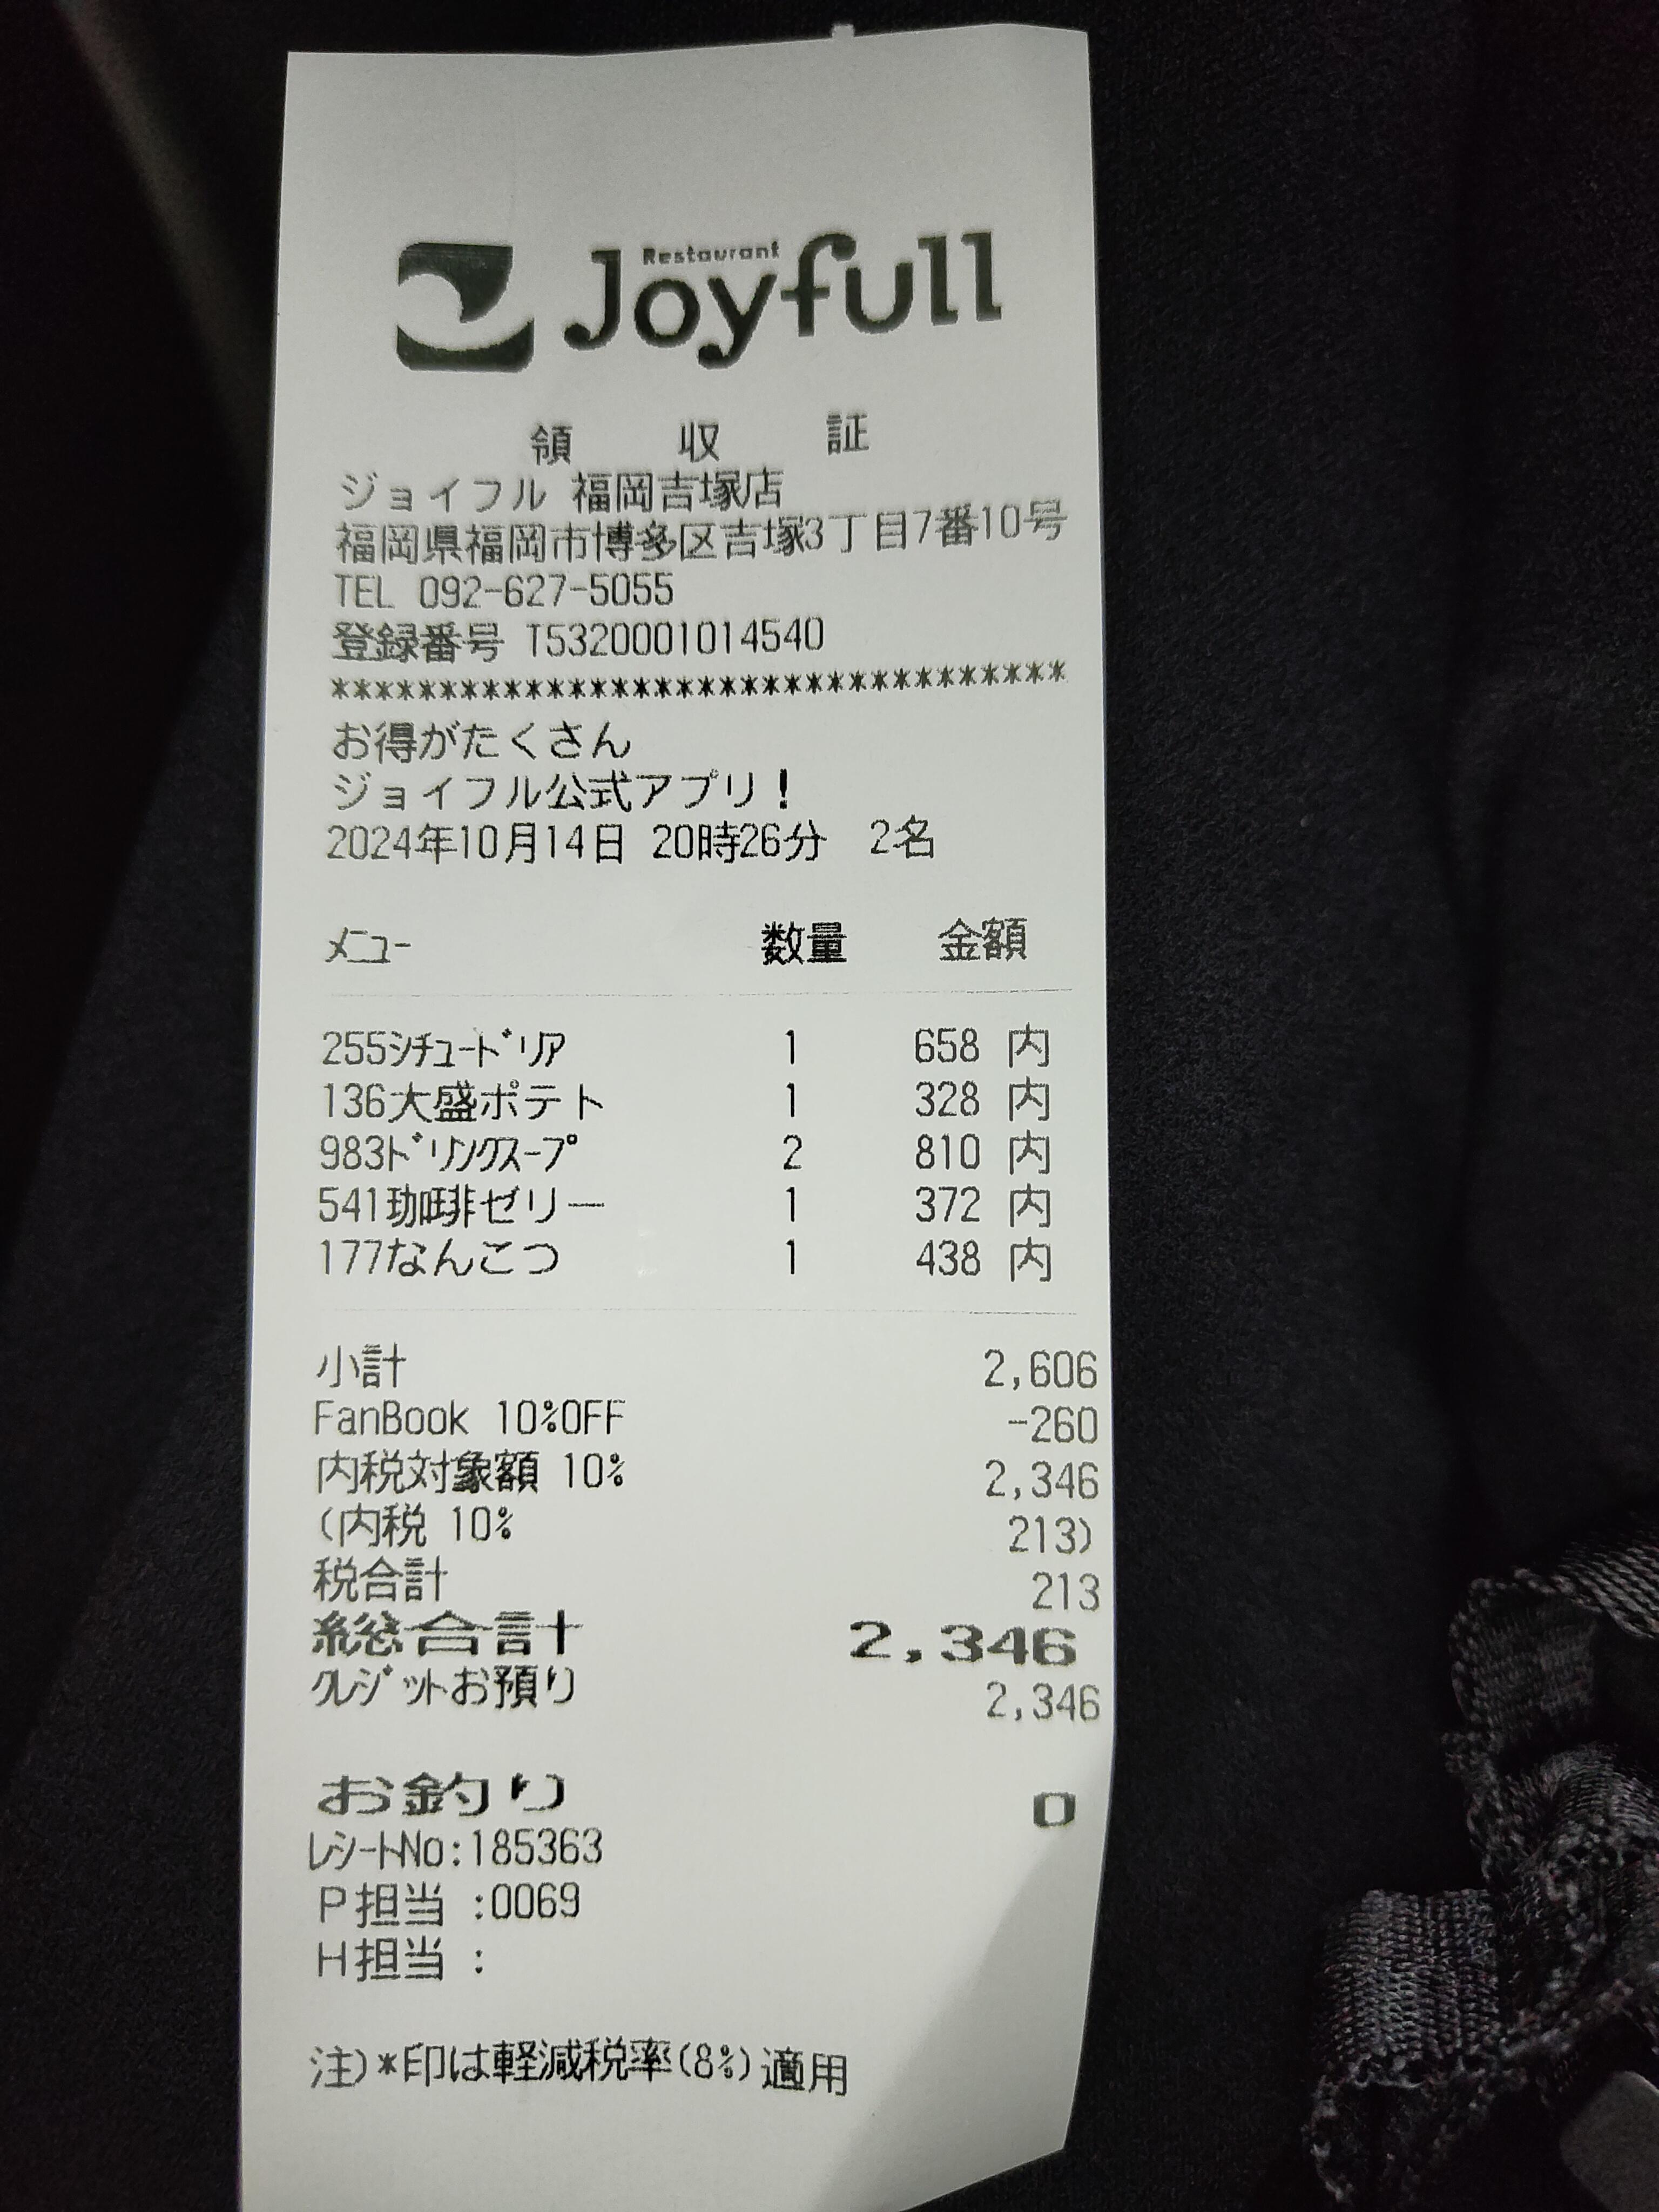 Restaurant
Joyfull
領 収 証
ジョイフル 福岡吉塚店
福岡県福岡市博多区吉塚3丁目7番10号
TEL 092-627-5055
登録番号 T5320001014540
**********************************
お得がたくさん
ジョイフル公式アプリ！
2024年10月14日 20時26分 2名
ﾒﾆｭｰ 数量 金額
255ｼﾁｭｰﾄﾞﾘｱ 1 658 内
136大盛ポテト 1 328 内
983ﾄﾞﾘﾝｸｽｰﾌﾟ 2 810 内
541珈琲ゼリー 1 372 内
177なんこつ 1 438 内
小計 2,606
FanBook 10%OFF -260
内税対象額 10% 2,346
(内税 10% 213)
税合計 213
総合計 2,346
ｸﾚｼﾞｯﾄお預り 2,346
お釣り 0
ﾚｼｰﾄNo:185363
Ｐ担当 :0069
Ｈ担当 :
注)*印は軽減税率(8%)適用